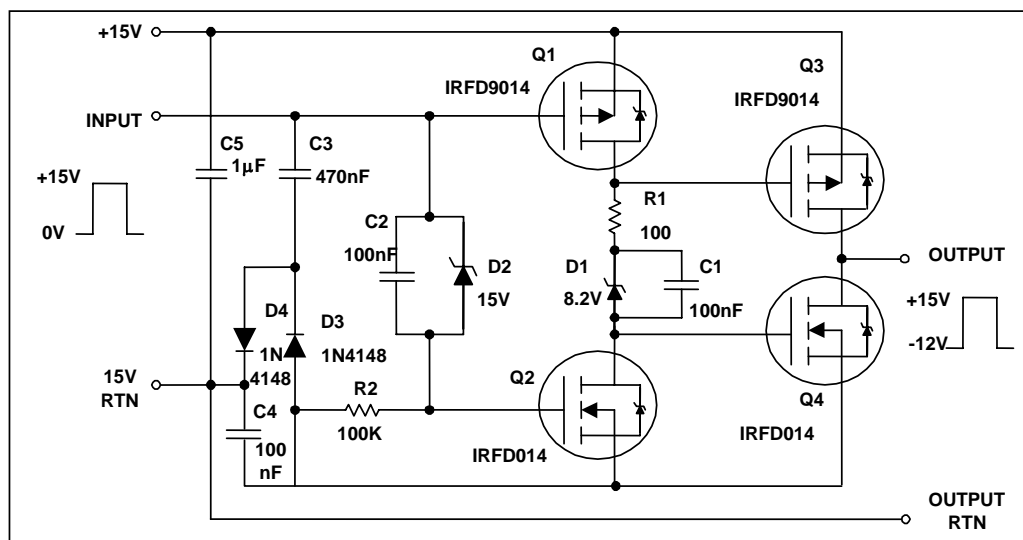 +15V
Q1
IRFD9014
Q3
IRFD9014
INPUT
C5
1µF
C3
470nF
+15V
0V
C2
100nF
D2
15V
R1
100
D1
8.2V
C1
100nF
OUTPUT
+15V
-12V
D4
1N
4148
D3
1N4148
15V
RTN
R2
100K
C4
100
nF
Q2
IRFD014
Q4
IRFD014
OUTPUT
RTN